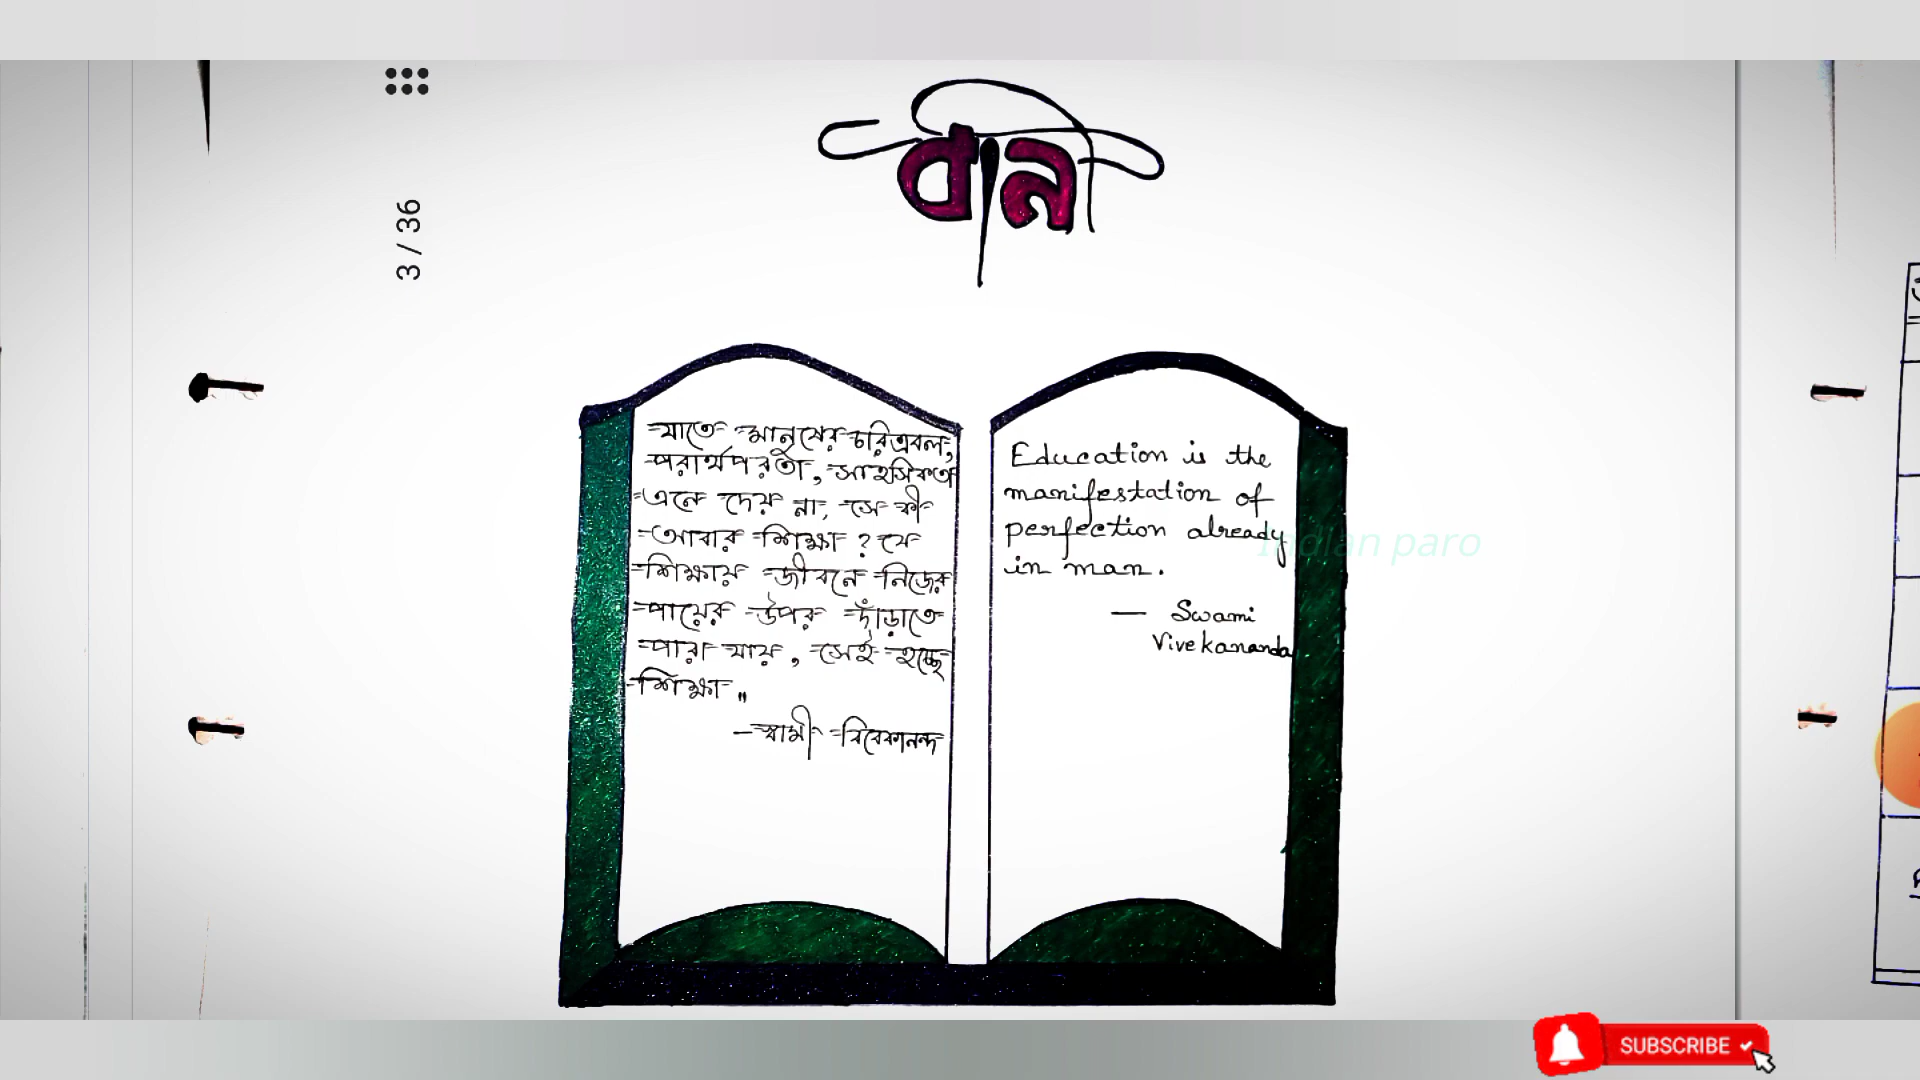 3 / 36
বানী
যাতে মানুষের চরিত্রবল,
পরার্থপরতা, সাহসিকতা
এনে দেয় না, সে কী
আবার শিক্ষা ? যে
শিক্ষায় জীবনে নিজের
পায়ের উপর দাঁড়াতে
পারা যায়, সেই হচ্ছে
শিক্ষা „
— স্বামী বিবেকানন্দ
Education is the
manifestation of
perfection already
in man.
— Swami
Vivekananda
Indian paro
SUBSCRIBE